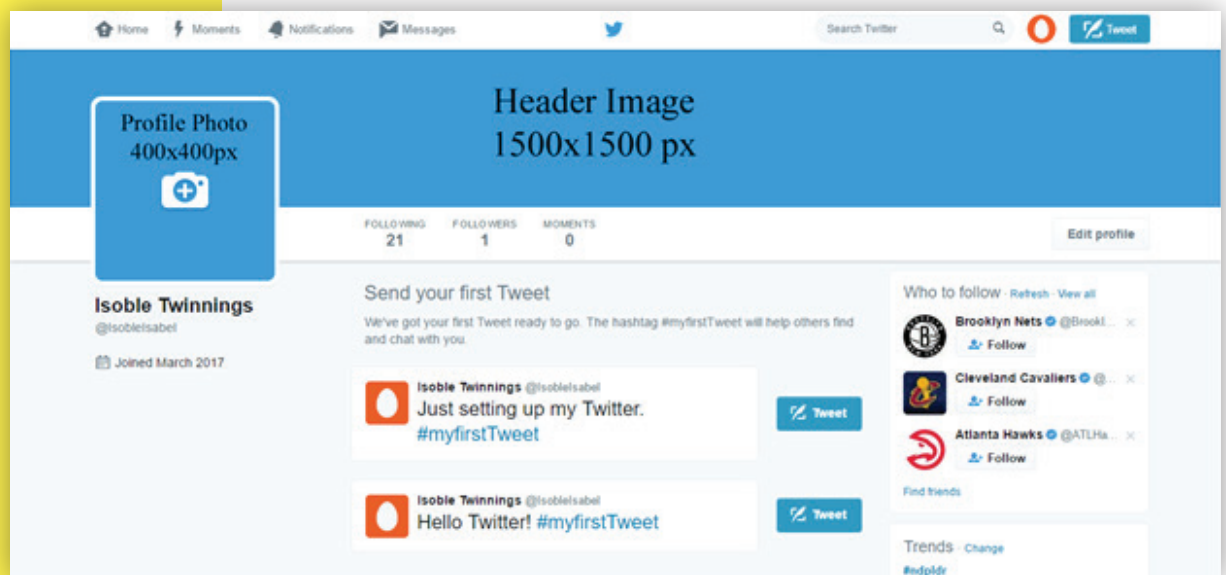 Home Moments Notifications Messages Search Twitter Tweet
Header Image
1500x1500 px
Profile Photo
400x400px
FOLLOWING FOLLOWERS MOMENTS
21 1 0
Edit profile
Isoble Twinnings
@IsobleIsabel
Joined March 2017
Send your first Tweet
We've got your first Tweet ready to go. The hashtag #myfirstTweet will help others find
and chat with you.
Isoble Twinnings @IsobleIsabel
Just setting up my Twitter.
#myfirstTweet
Tweet
Isoble Twinnings @IsobleIsabel
Hello Twitter! #myfirstTweet
Tweet
Who to follow · Refresh · View all
Brooklyn Nets @Brookl...
Follow
Cleveland Cavaliers @...
Follow
Atlanta Hawks @ATLHa...
Follow
Find friends
Trends · Change
#ndpldr